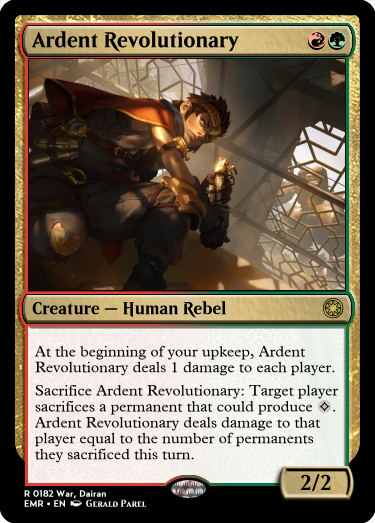 Ardent Revolutionary
Creature — Human Rebel
At the beginning of your upkeep, Ardent
Revolutionary deals 1 damage to each player.
Sacrifice Ardent Revolutionary: Target player
sacrifices a permanent that could produce .
Ardent Revolutionary deals damage to that
player equal to the number of permanents
they sacrificed this turn.
2/2
R 0182 War, Dairan
EMR • EN Gerald Parel